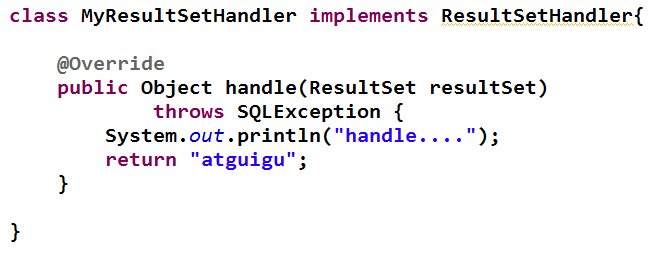 class MyResultSetHandler implements ResultSetHandler{
@Override
public Object handle(ResultSet resultSet)
throws SQLException {
System.out.println("handle....");
return "atguigu";
}
}